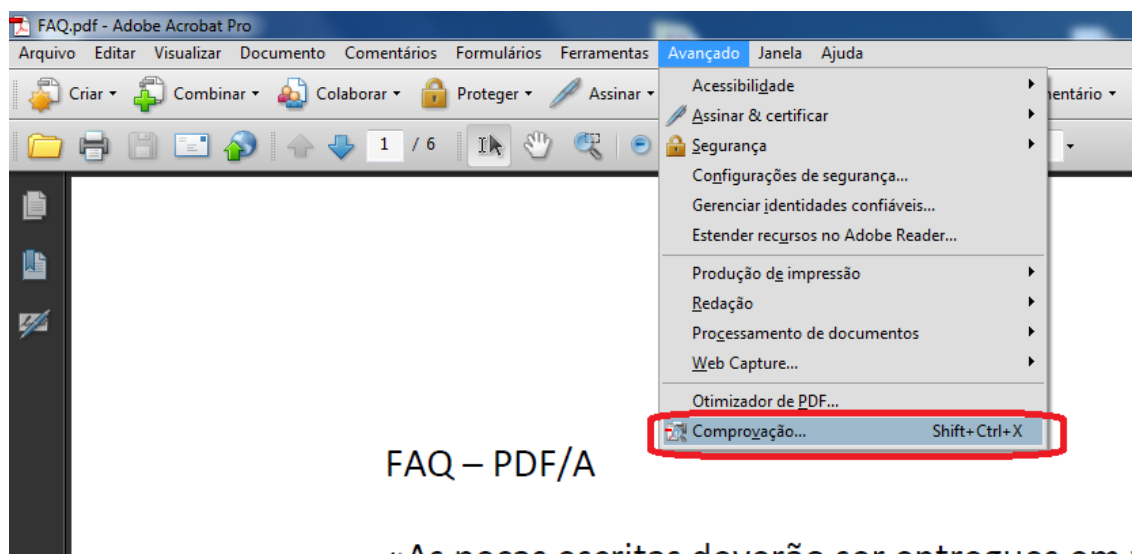 FAQ.pdf - Adobe Acrobat Pro
Arquivo Editar Visualizar Documento Comentários Formulários Ferramentas Avançado Janela Ajuda
Criar Combinar Colaborar Proteger Assinar
1 / 6
Acessibilidade
Assinar & certificar
Segurança
Configurações de segurança...
Gerenciar identidades confiáveis...
Estender recursos no Adobe Reader...
Produção de impressão
Redação
Processamento de documentos
Web Capture...
Otimizador de PDF...
Comprovação... Shift+Ctrl+X
FAQ – PDF/A